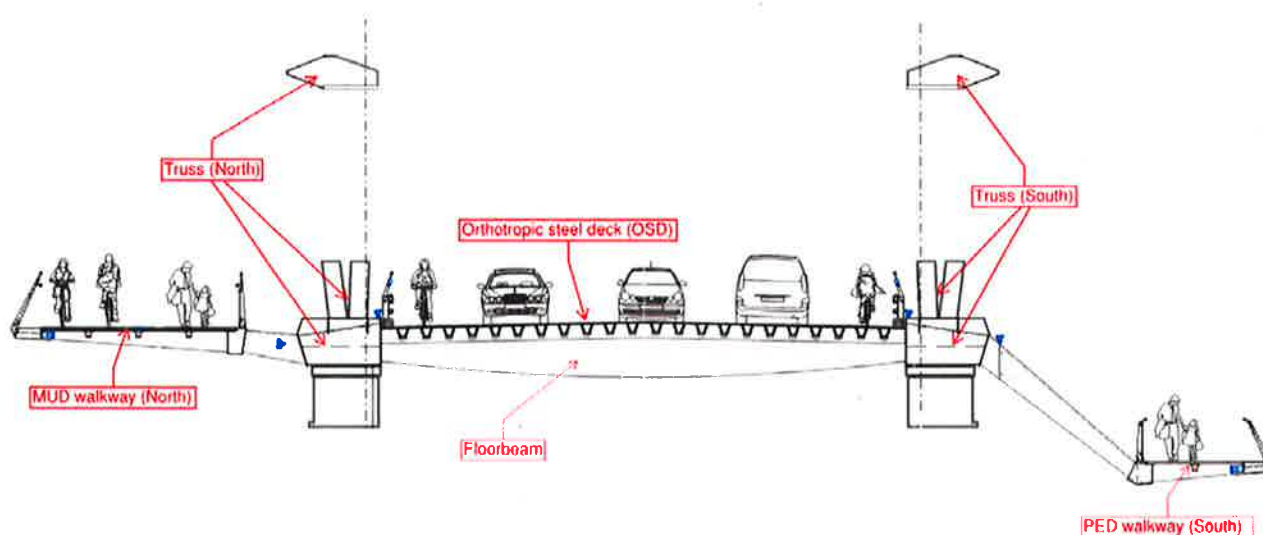 Truss (North)
Truss (South)
Orthotropic steel deck (OSD)
MUD walkway (North)
Floorbeam
PED walkway (South)